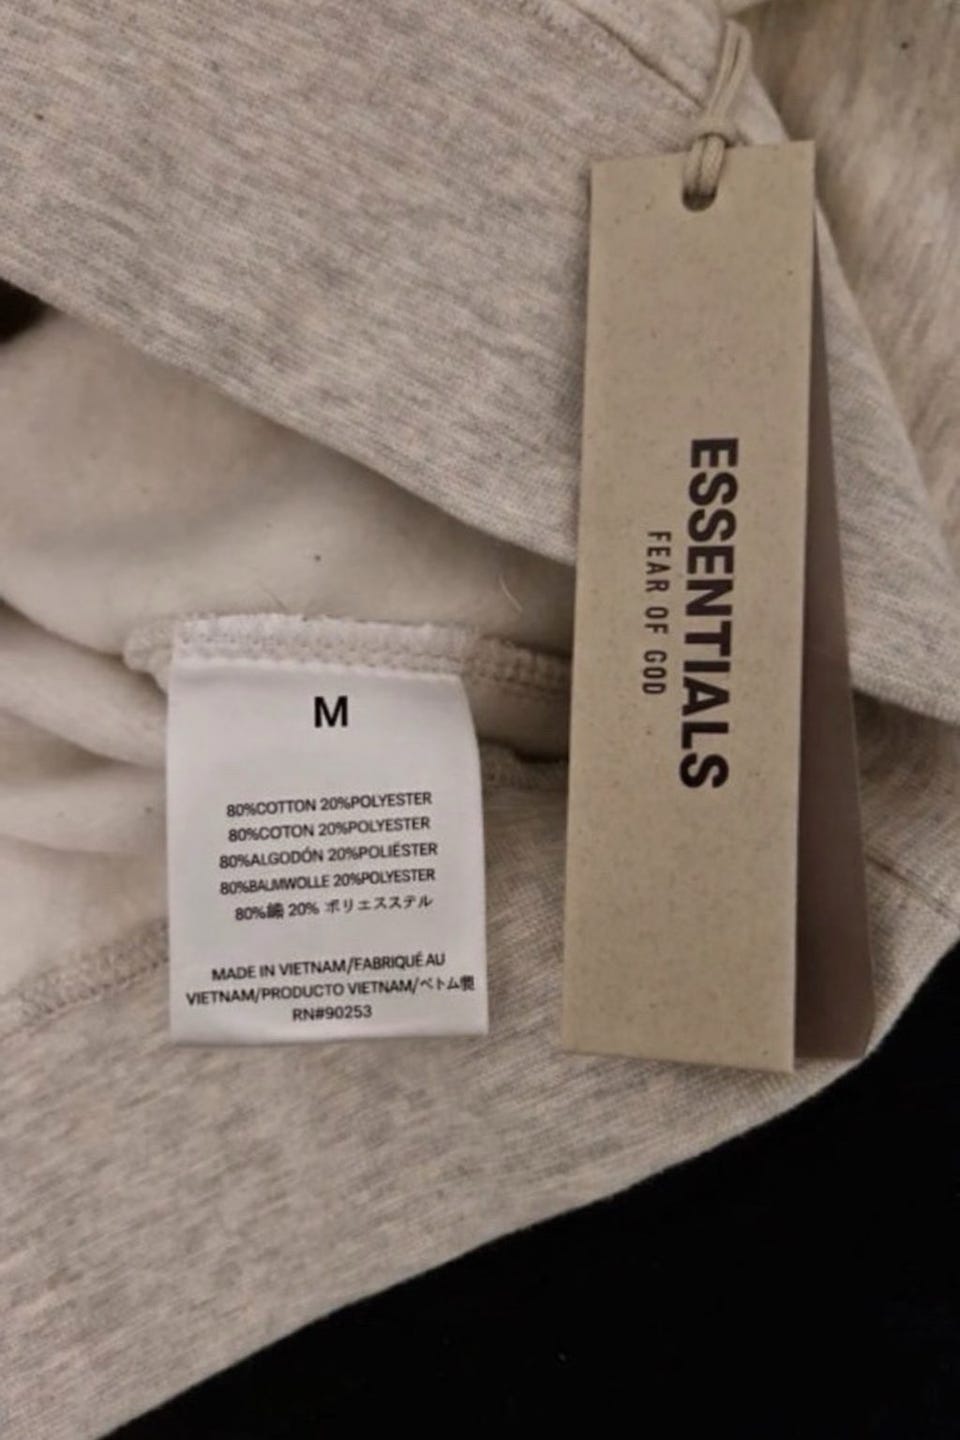 M
80%COTTON 20%POLYESTER
80%COTON 20%POLYESTER
80%ALGODÓN 20%POLIÉSTER
80%BAUMWOLLE 20%POLYESTER
80%綿 20% ポリエスステル
MADE IN VIETNAM/FABRIQUÉ AU
VIETNAM/PRODUCTO VIETNAM/ベトム
RN#90253
ESSENTIALS
FEAR OF GOD